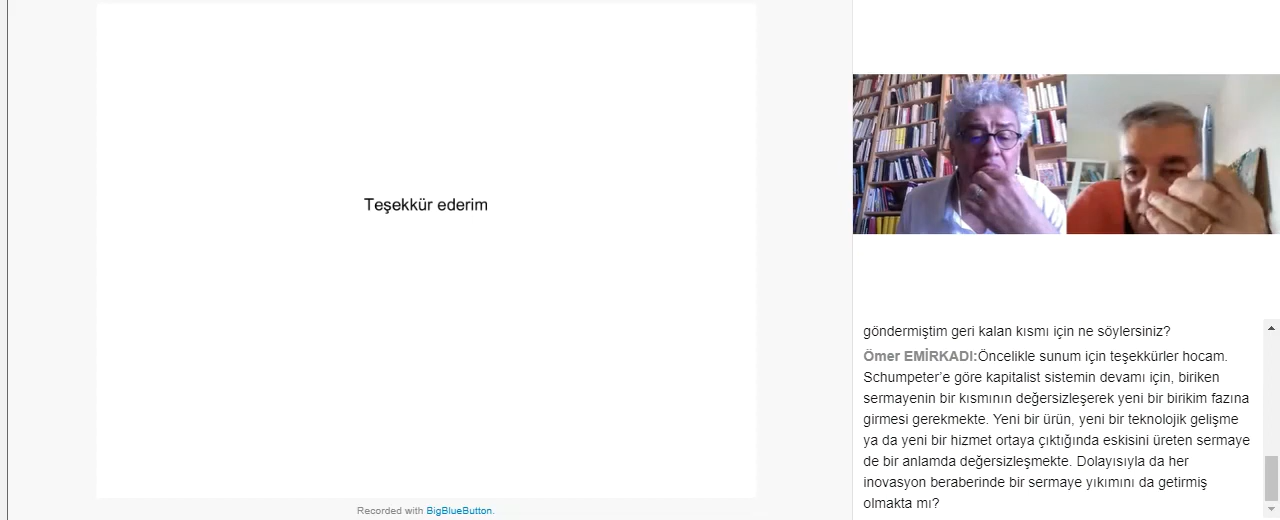 Teşekkür ederim
Recorded with BigBlueButton.
göndermiştim geri kalan kısmı için ne söylersiniz?
Ömer EMİRKADI:Öncelikle sunum için teşekkürler hocam.
Schumpeter’e göre kapitalist sistemin devamı için, biriken
sermayenin bir kısmının değersizleşerek yeni bir birikim fazına
girmesi gerekmekte. Yeni bir ürün, yeni bir teknolojik gelişme
ya da yeni bir hizmet ortaya çıktığında eskisini üreten sermaye
de bir anlamda değersizleşmekte. Dolayısıyla da her
inovasyon beraberinde bir sermaye yıkımını da getirmiş
olmakta mı?